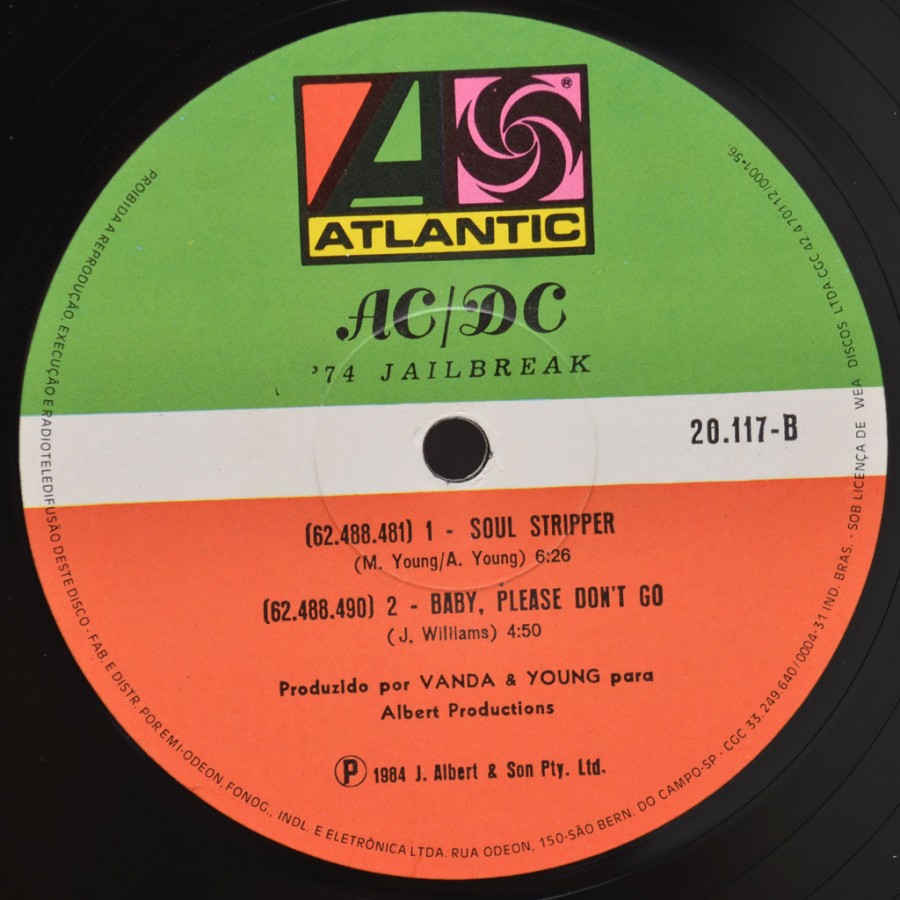 ATLANTIC
®
AC/DC
'74 JAILBREAK
20.117-B
(62.488.481) 1 - SOUL STRIPPER
(M. Young/A. Young) 6:26
(62.488.490) 2 - BABY, PLEASE DON'T GO
(J. Williams) 4:50
Produzido por VANDA & YOUNG para
Albert Productions
Ⓟ 1984 J. Albert & Son Pty. Ltd.
PROIBIDA A REPRODUÇÃO, EXECUÇÃO E RADIOTELEDIFUSÃO DESTE DISCO - FAB. E DISTR. POR EMI-ODEON, FONOG., INDL. E ELETRÔNICA LTDA. RUA ODEON, 150-SÃO BERN. DO CAMPO-SP - CGC 33.249.640/0004-31 IND. BRAS. - SOB LICENÇA DE WEA DISCOS LTDA. CGC 42.470.112/0001-56.